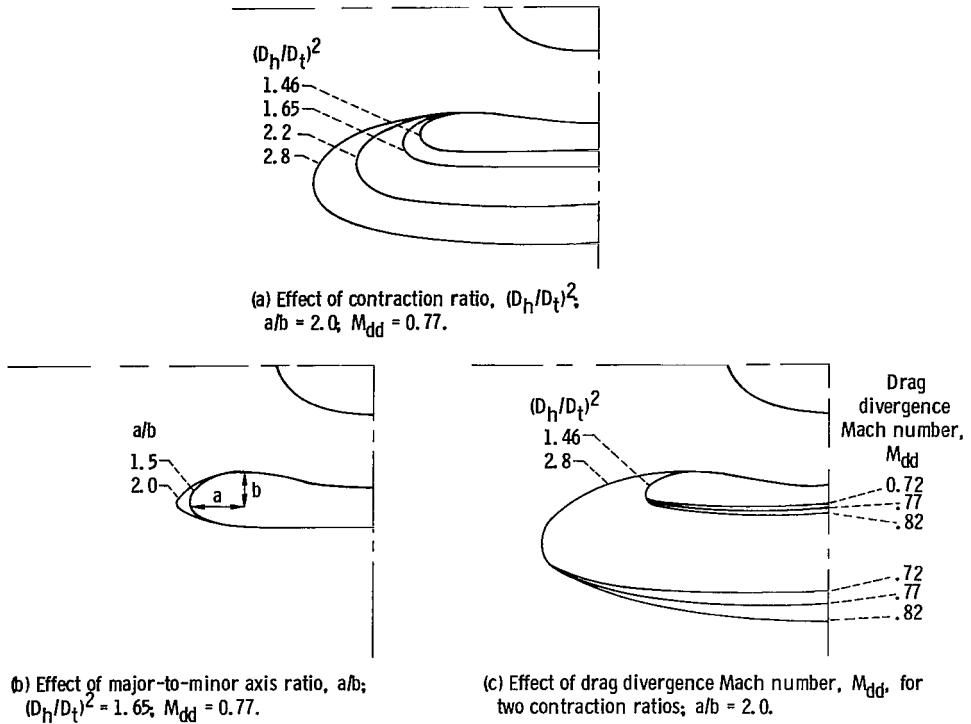 (D_h/D_t)^2
1.46
1.65
2.2
2.8
(a) Effect of contraction ratio, (D_h/D_t)^2;
a/b = 2.0; M_dd = 0.77.
a/b
1.5
2.0
a
b
(b) Effect of major-to-minor axis ratio, a/b;
(D_h/D_t)^2 = 1.65; M_dd = 0.77.
(D_h/D_t)^2
1.46
2.8
Drag
divergence
Mach number,
M_dd
0.72
.77
.82
.72
.77
.82
(c) Effect of drag divergence Mach number, M_dd, for
two contraction ratios; a/b = 2.0.